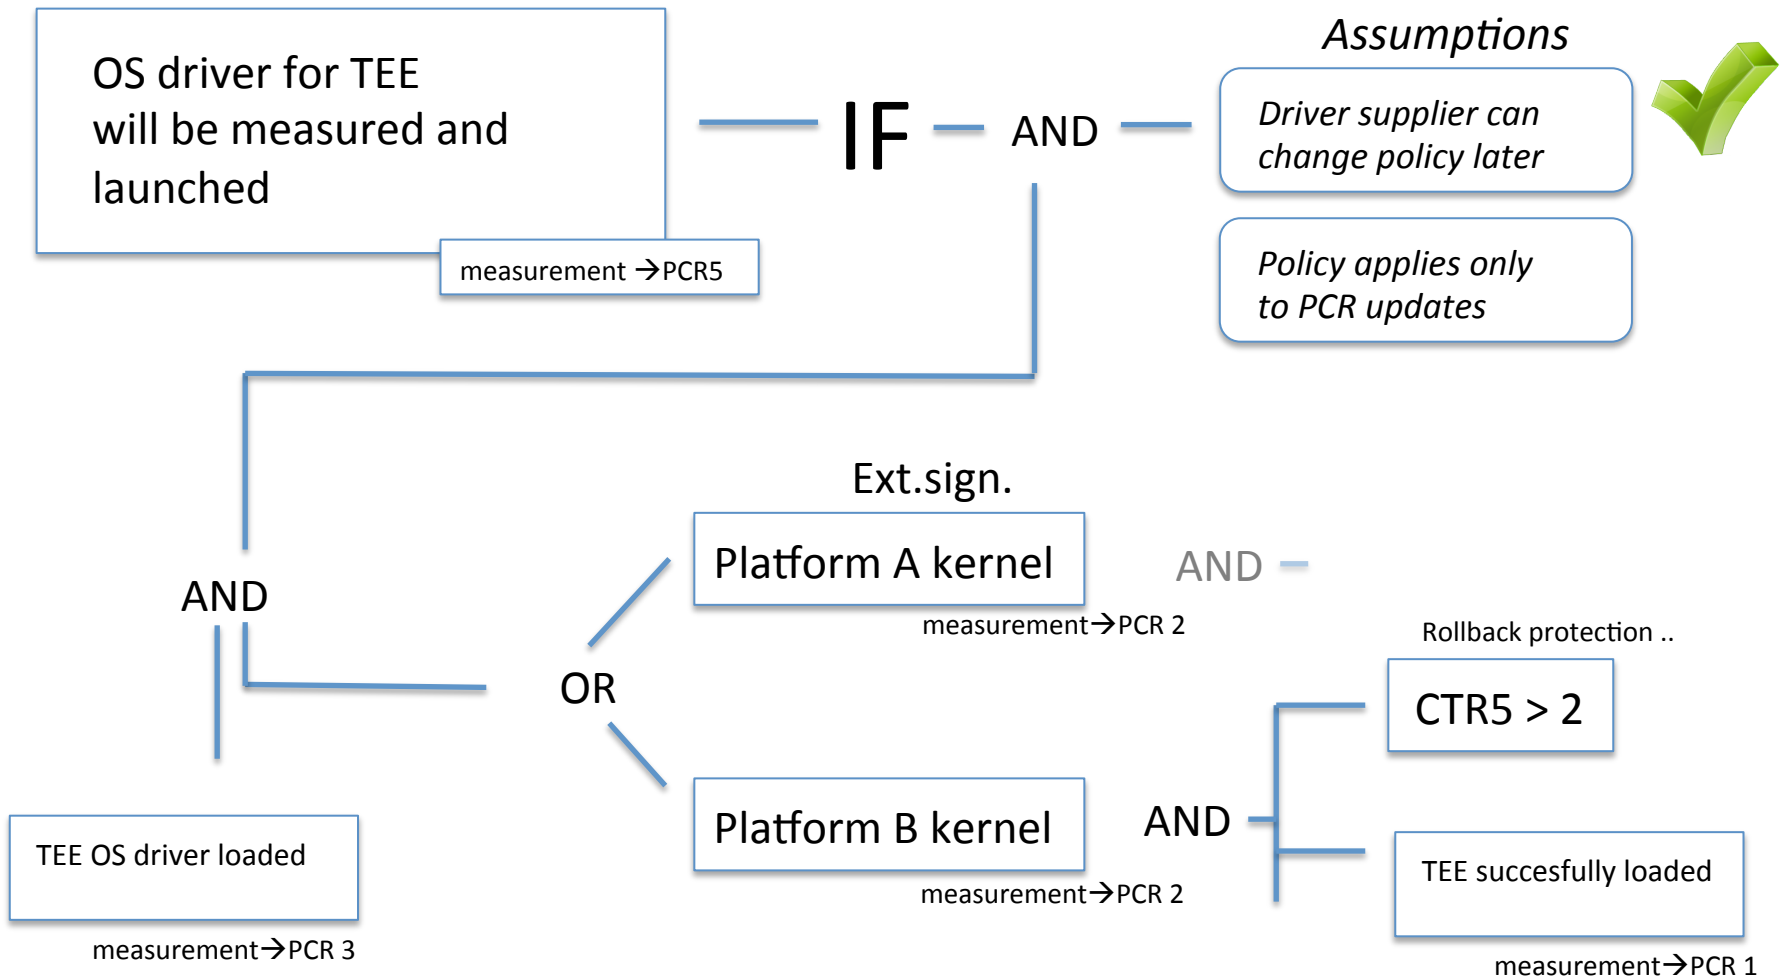 Assumptions
OS driver for TEE
will be measured and
launched
measurement →PCR5
IF
AND
Driver supplier can
change policy later
Policy applies only
to PCR updates
Ext.sign.
Platform A kernel
AND
measurement→PCR 2
AND
OR
Rollback protection ..
CTR5 > 2
Platform B kernel
AND
measurement→PCR 2
TEE OS driver loaded
measurement→PCR 3
TEE succesfully loaded
measurement→PCR 1